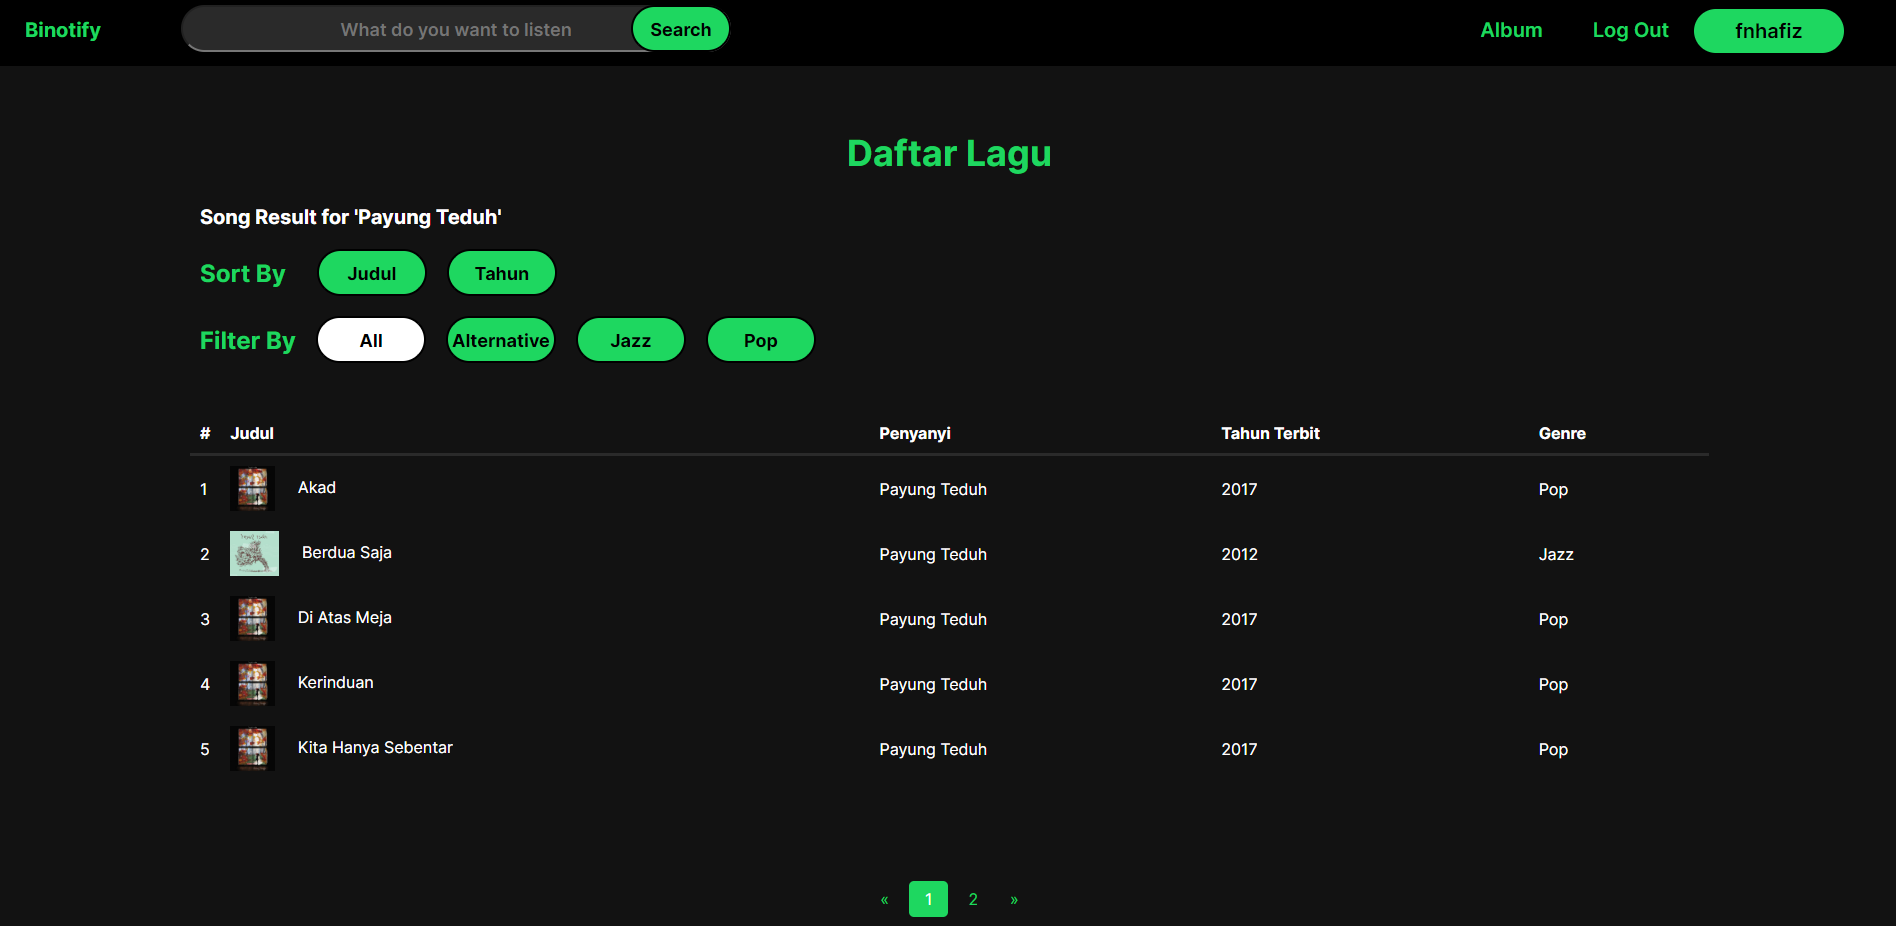 Binotify What do you want to listen Search Album Log Out fnhafiz
Daftar Lagu
Song Result for 'Payung Teduh'
Sort By Judul Tahun
Filter By All Alternative Jazz Pop
# Judul Penyanyi Tahun Terbit Genre
1 Akad Payung Teduh 2017 Pop
2 Berdua Saja Payung Teduh 2012 Jazz
3 Di Atas Meja Payung Teduh 2017 Pop
4 Kerinduan Payung Teduh 2017 Pop
5 Kita Hanya Sebentar Payung Teduh 2017 Pop
« 1 2 »